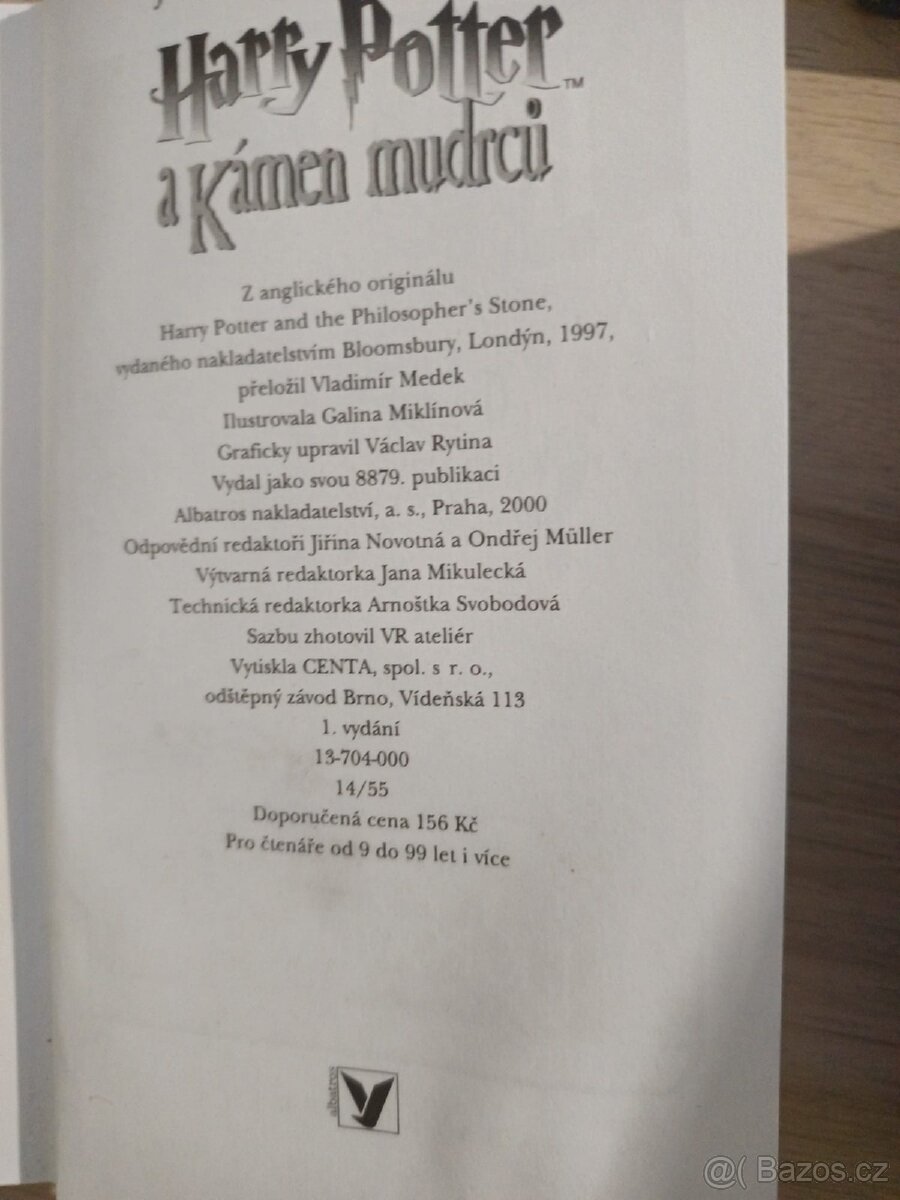 Harry Potter™
a Kámen mudrců
Z anglického originálu
Harry Potter and the Philosopher's Stone,
vydaného nakladatelstvím Bloomsbury, Londýn, 1997,
přeložil Vladimír Medek
Ilustrovala Galina Miklínová
Graficky upravil Václav Rytina
Vydal jako svou 8879. publikaci
Albatros nakladatelství, a. s., Praha, 2000
Odpovědní redaktoři Jiřina Novotná a Ondřej Müller
Výtvarná redaktorka Jana Mikulecká
Technická redaktorka Arnoštka Svobodová
Sazbu zhotovil VR ateliér
Vytiskla CENTA, spol. s r. o.,
odštěpný závod Brno, Vídeňská 113
1. vydání
13-704-000
14/55
Doporučená cena 156 Kč
Pro čtenáře od 9 do 99 let i více
albatros
@( Bazos.cz